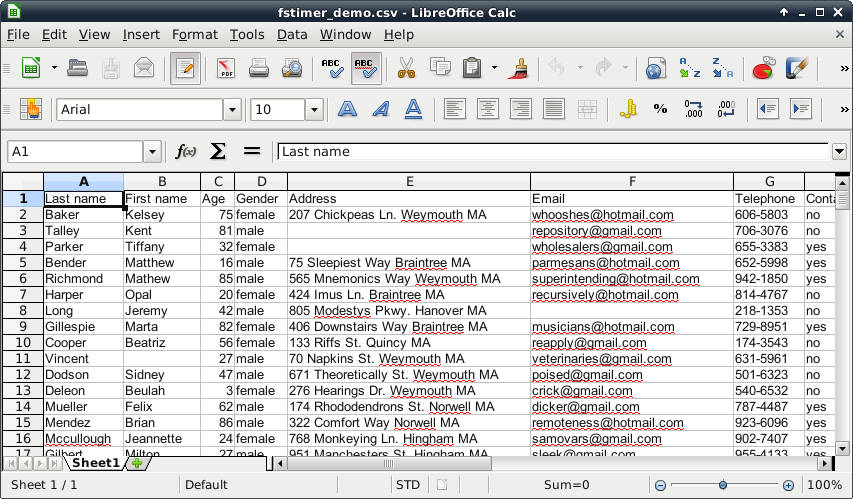 fstimer_demo.csv - LibreOffice Calc
File Edit View Insert Format Tools Data Window Help
PDF ABC ABC A Z Z A »
Arial 10 A A A % »
A1 f(x) Σ = Last name
A B C D E F G
1 Last name First name Age Gender Address Email Telephone Conta
2 Baker Kelsey 75 female 207 Chickpeas Ln. Weymouth MA whooshes@hotmail.com 606-5803 no
3 Talley Kent 81 male repository@gmail.com 706-3076 no
4 Parker Tiffany 32 female wholesalers@gmail.com 655-3383 yes
5 Bender Matthew 16 male 75 Sleepiest Way Braintree MA parmesans@hotmail.com 652-5998 yes
6 Richmond Mathew 85 male 565 Mnemonics Way Weymouth MA superintending@hotmail.com 942-1850 yes
7 Harper Opal 20 female 424 Imus Ln. Braintree MA recursively@hotmail.com 814-4767 no
8 Long Jeremy 42 male 805 Modestys Pkwy. Hanover MA 218-1353 no
9 Gillespie Marta 82 female 406 Downstairs Way Braintree MA musicians@hotmail.com 729-8951 yes
10 Cooper Beatriz 56 female 133 Riffs St. Quincy MA reapply@gmail.com 174-3543 no
11 Vincent 27 male 70 Napkins St. Weymouth MA veterinaries@gmail.com 631-5961 no
12 Dodson Sidney 47 male 671 Theoretically St. Weymouth MA poised@gmail.com 501-6323 no
13 Deleon Beulah 3 female 276 Hearings Dr. Weymouth MA crick@gmail.com 540-6532 no
14 Mueller Felix 62 male 174 Rhododendrons St. Norwell MA dicker@gmail.com 787-4487 yes
15 Mendez Brian 86 male 322 Comfort Way Norwell MA remoteness@hotmail.com 923-6096 yes
16 Mccullough Jeannette 24 female 768 Monkeying Ln. Hingham MA samovars@gmail.com 902-7407 yes
17 Gilbert Milton 27 male 951 Manchesters St. Hingham MA sleek@gmail.com 955-4133 yes
Sheet1
Sheet 1 / 1 Default STD Sum=0 100%